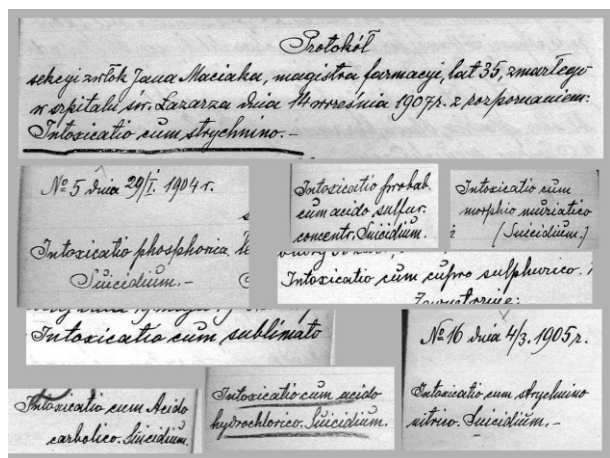 Protokół
sekcyi zwłok Jana Maciaka, magistra farmacyi, lat 35, zmarłego
w szpitalu św. Łazarza dnia 14 września 1907 r. z rozpoznaniem:
Intoxicatio cum strychnino.-
№ 5 dnia 29/I. 1904 r.
Intoxicatio phosphorica.
Suicidium.-
Intoxicatio probab.
cum acido sulfur.
concentr. Suicidium.
Intoxicatio cum
morphio muriatico
(Suicidium.)
Intoxicatio cum cupro sulphurico.
Zewnętrznie:
Intoxicatio cum sublimato
№ 16 dnia 4/3. 1905 r.
Intoxicatio cum strychnino
nitrico. Suicidium.-
Intoxicatio cum Acido
carbolico. Suicidium.
Intoxicatio cum acido
hydrochlorico. Suicidium.